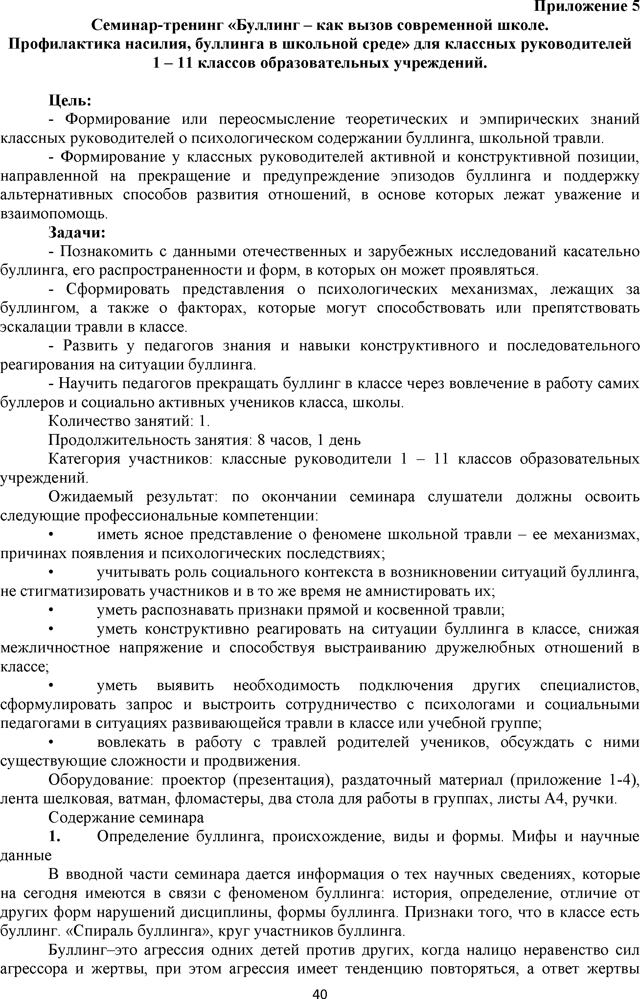 Приложение 5
Семинар-тренинг «Буллинг – как вызов современной школе.
Профилактика насилия, буллинга в школьной среде» для классных руководителей
1 – 11 классов образовательных учреждений.
Цель:
- Формирование или переосмысление теоретических и эмпирических знаний
классных руководителей о психологическом содержании буллинга, школьной травли.
- Формирование у классных руководителей активной и конструктивной позиции,
направленной на прекращение и предупреждение эпизодов буллинга и поддержку
альтернативных способов развития отношений, в основе которых лежат уважение и
взаимопомощь.
Задачи:
- Познакомить с данными отечественных и зарубежных исследований касательно
буллинга, его распространенности и форм, в которых он может проявляться.
- Сформировать представления о психологических механизмах, лежащих за
буллингом, а также о факторах, которые могут способствовать или препятствовать
эскалации травли в классе.
- Развить у педагогов знания и навыки конструктивного и последовательного
реагирования на ситуации буллинга.
- Научить педагогов прекращать буллинг в классе через вовлечение в работу самих
буллеров и социально активных учеников класса, школы.
Количество занятий: 1.
Продолжительность занятия: 8 часов, 1 день
Категория участников: классные руководители 1 – 11 классов образовательных
учреждений.
Ожидаемый результат: по окончании семинара слушатели должны освоить
следующие профессиональные компетенции:
• иметь ясное представление о феномене школьной травли – ее механизмах,
причинах появления и психологических последствиях;
• учитывать роль социального контекста в возникновении ситуаций буллинга,
не стигматизировать участников и в то же время не амнистировать их;
• уметь распознавать признаки прямой и косвенной травли;
• уметь конструктивно реагировать на ситуации буллинга в классе, снижая
межличностное напряжение и способствуя выстраиванию дружелюбных отношений в
классе;
• уметь выявить необходимость подключения других специалистов,
сформулировать запрос и выстроить сотрудничество с психологами и социальными
педагогами в ситуациях развивающейся травли в классе или учебной группе;
• вовлекать в работу с травлей родителей учеников, обсуждать с ними
существующие сложности и продвижения.
Оборудование: проектор (презентация), раздаточный материал (приложение 1-4),
лента шелковая, ватман, фломастеры, два стола для работы в группах, листы А4, ручки.
Содержание семинара
1. Определение буллинга, происхождение, виды и формы. Мифы и научные
данные
В вводной части семинара дается информация о тех научных сведениях, которые
на сегодня имеются в связи с феноменом буллинга: история, определение, отличие от
других форм нарушений дисциплины, формы буллинга. Признаки того, что в классе есть
буллинг. «Спираль буллинга», круг участников буллинга.
Буллинг–это агрессия одних детей против других, когда налицо неравенство сил
агрессора и жертвы, при этом агрессия имеет тенденцию повторяться, а ответ жертвы
40